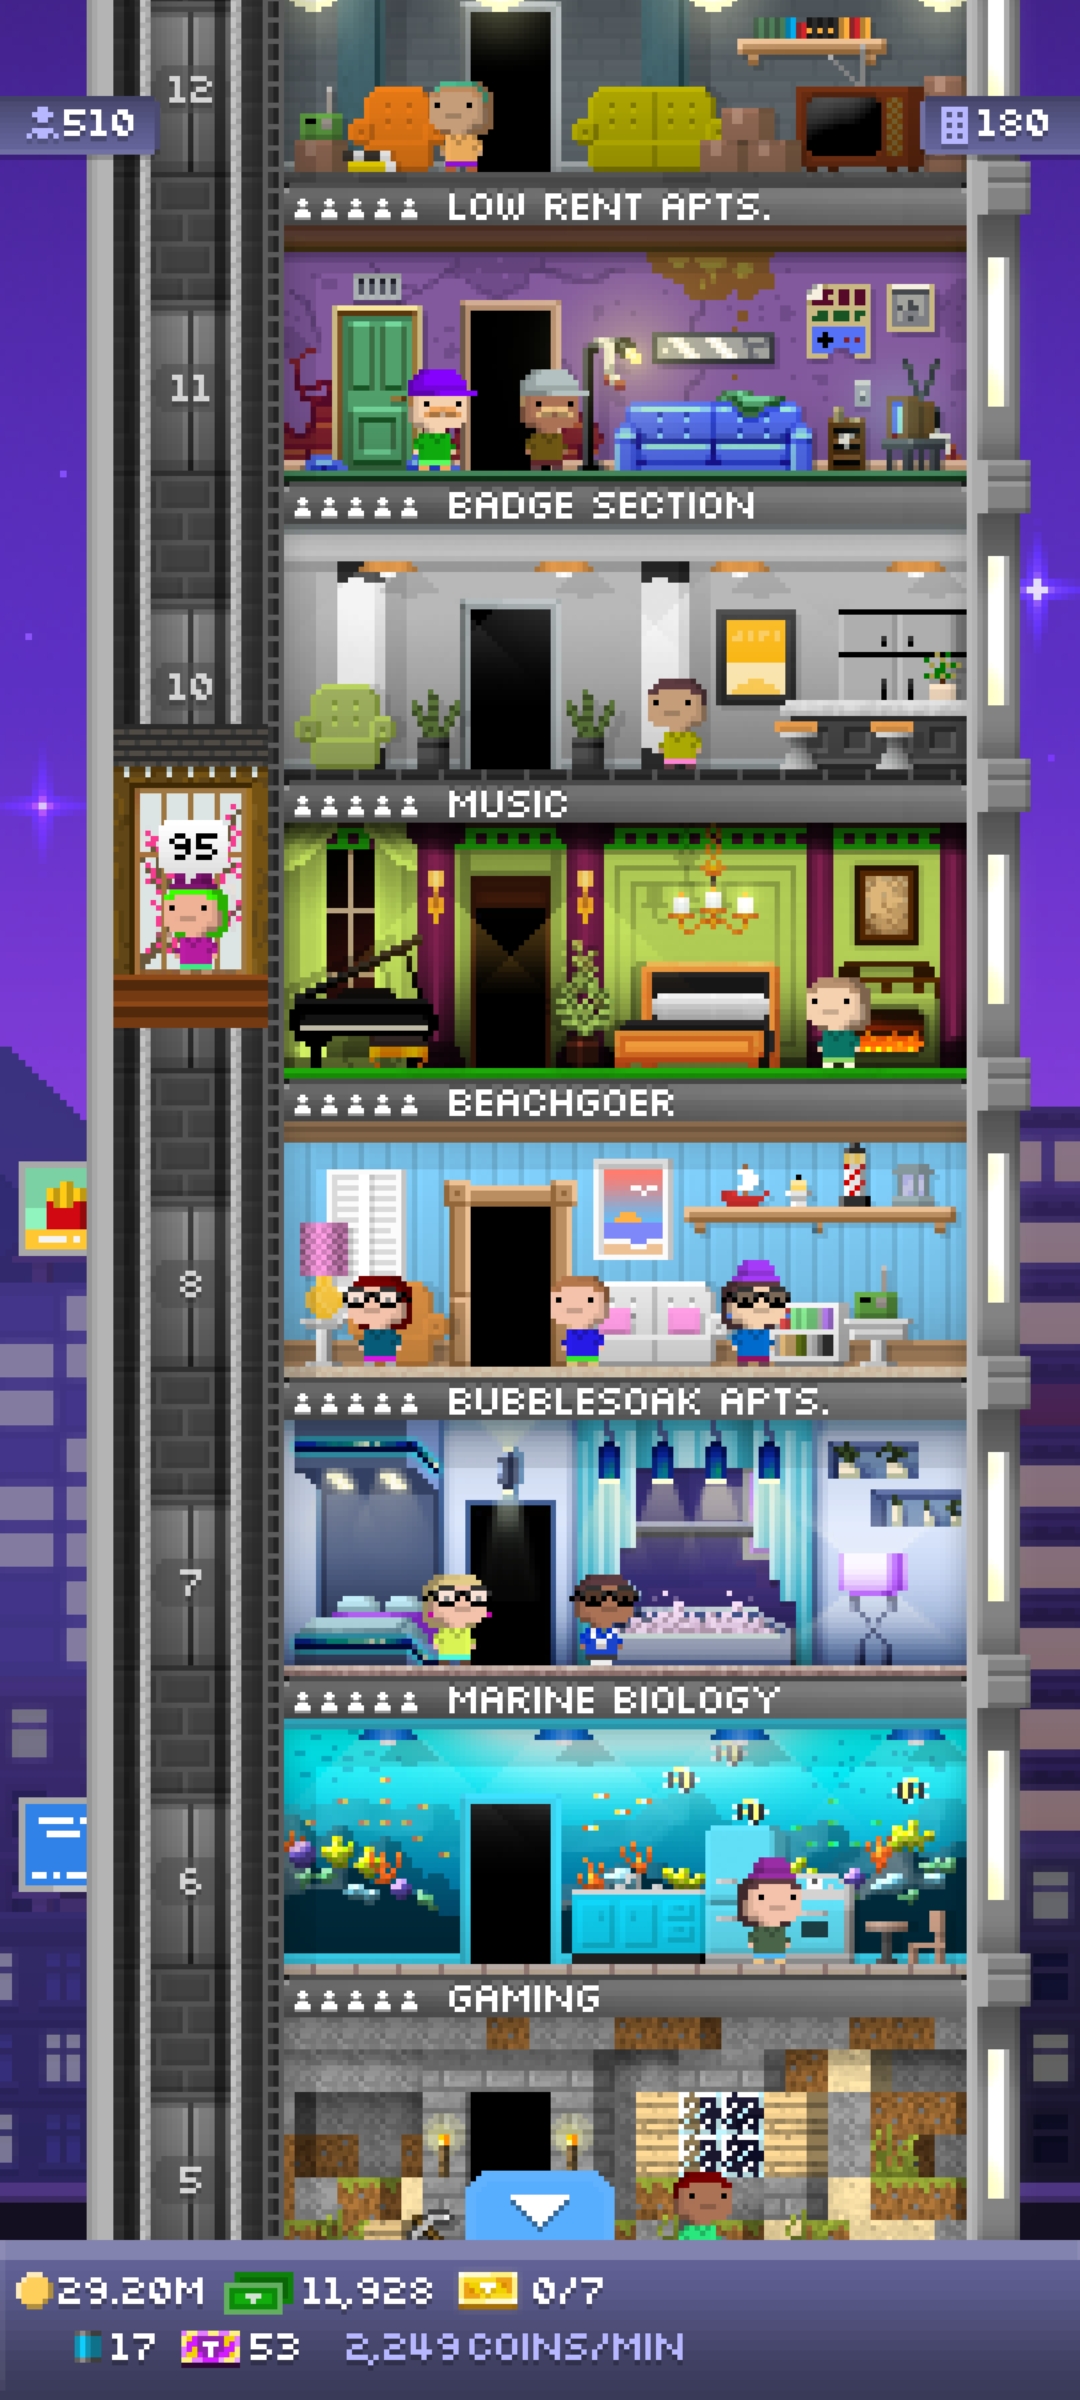 12
510
180
LOW RENT APTS.
11
BADGE SECTION
10
MUSIC
95
BEACHGOER
8
BUBBLESOAK APTS.
7
MARINE BIOLOGY
6
GAMING
5
29.20M 11,928 0/7
17 53 2,249 COINS/MIN